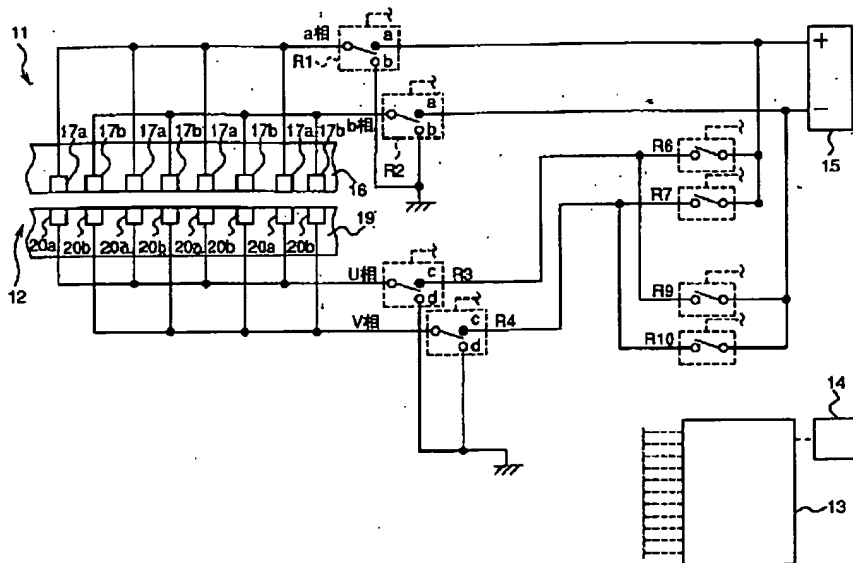 11
a相
a
b
R1
+
−
15
b相
a
b
R2
17a 17b 17a 17b 17a 17b 17a 17b
16
R6
R7
19
20a 20b 20a 20b 20a 20b 20a 20b
12
U相
c
d
R3
R9
V相
c
d
R4
R10
14
13